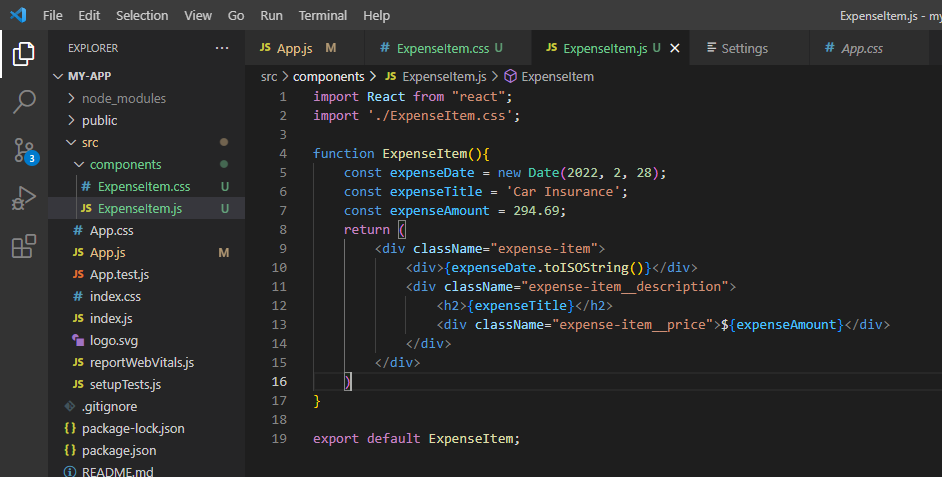 File Edit Selection View Go Run Terminal Help ExpenseItem.js - my
EXPLORER ···
JS App.js M # ExpenseItem.css U JS ExpenseItem.js U × Settings # App.css
MY-APP
node_modules
public
src
components
# ExpenseItem.css U
JS ExpenseItem.js U
# App.css
JS App.js M
JS App.test.js
# index.css
JS index.js
logo.svg
JS reportWebVitals.js
JS setupTests.js
.gitignore
{} package-lock.json
{} package.json
README.md
3
src > components > JS ExpenseItem.js > ExpenseItem
1 import React from "react";
2 import './ExpenseItem.css';
3
4 function ExpenseItem(){
5 const expenseDate = new Date(2022, 2, 28);
6 const expenseTitle = 'Car Insurance';
7 const expenseAmount = 294.69;
8 return (
9 <div className="expense-item">
10 <div>{expenseDate.toISOString()}</div>
11 <div className="expense-item__description">
12 <h2>{expenseTitle}</h2>
13 <div className="expense-item__price">${expenseAmount}</div>
14 </div>
15 </div>
16 )
17 }
18
19 export default ExpenseItem;